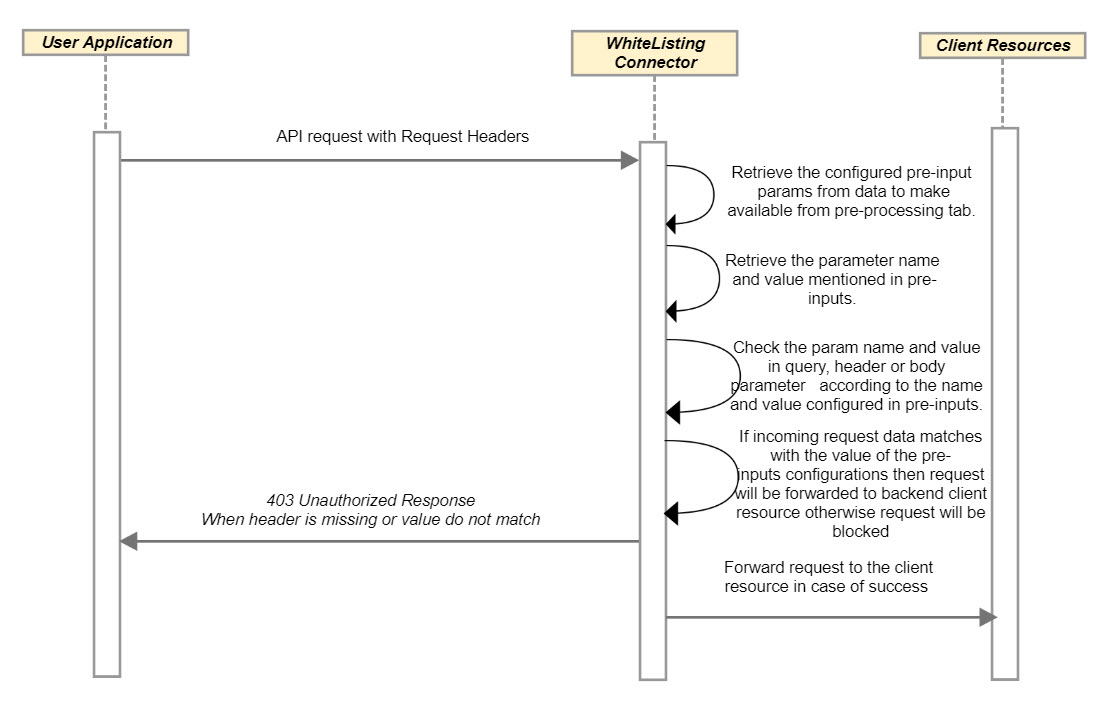 User Application
WhiteListing
Connector
Client Resources
API request with Request Headers
Retrieve the configured pre-input
params from data to make
available from pre-processing tab.
Retrieve the parameter name
and value mentioned in pre-
inputs.
Check the param name and value
in query, header or body
parameter according to the name
and value configured in pre-inputs.
If incoming request data matches
with the value of the pre-
inputs configurations then request
will be forwarded to backend client
resource otherwise request will be
blocked
403 Unauthorized Response
When header is missing or value do not match
Forward request to the client
resource in case of success